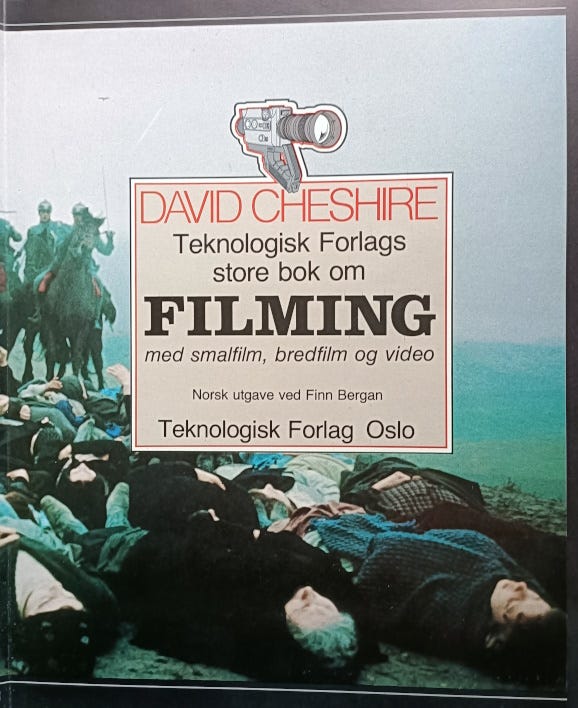 DAVID CHESHIRE
Teknologisk Forlags
store bok om
FILMING
med smalfilm, bredfilm og video
Norsk utgave ved Finn Bergan
Teknologisk Forlag Oslo